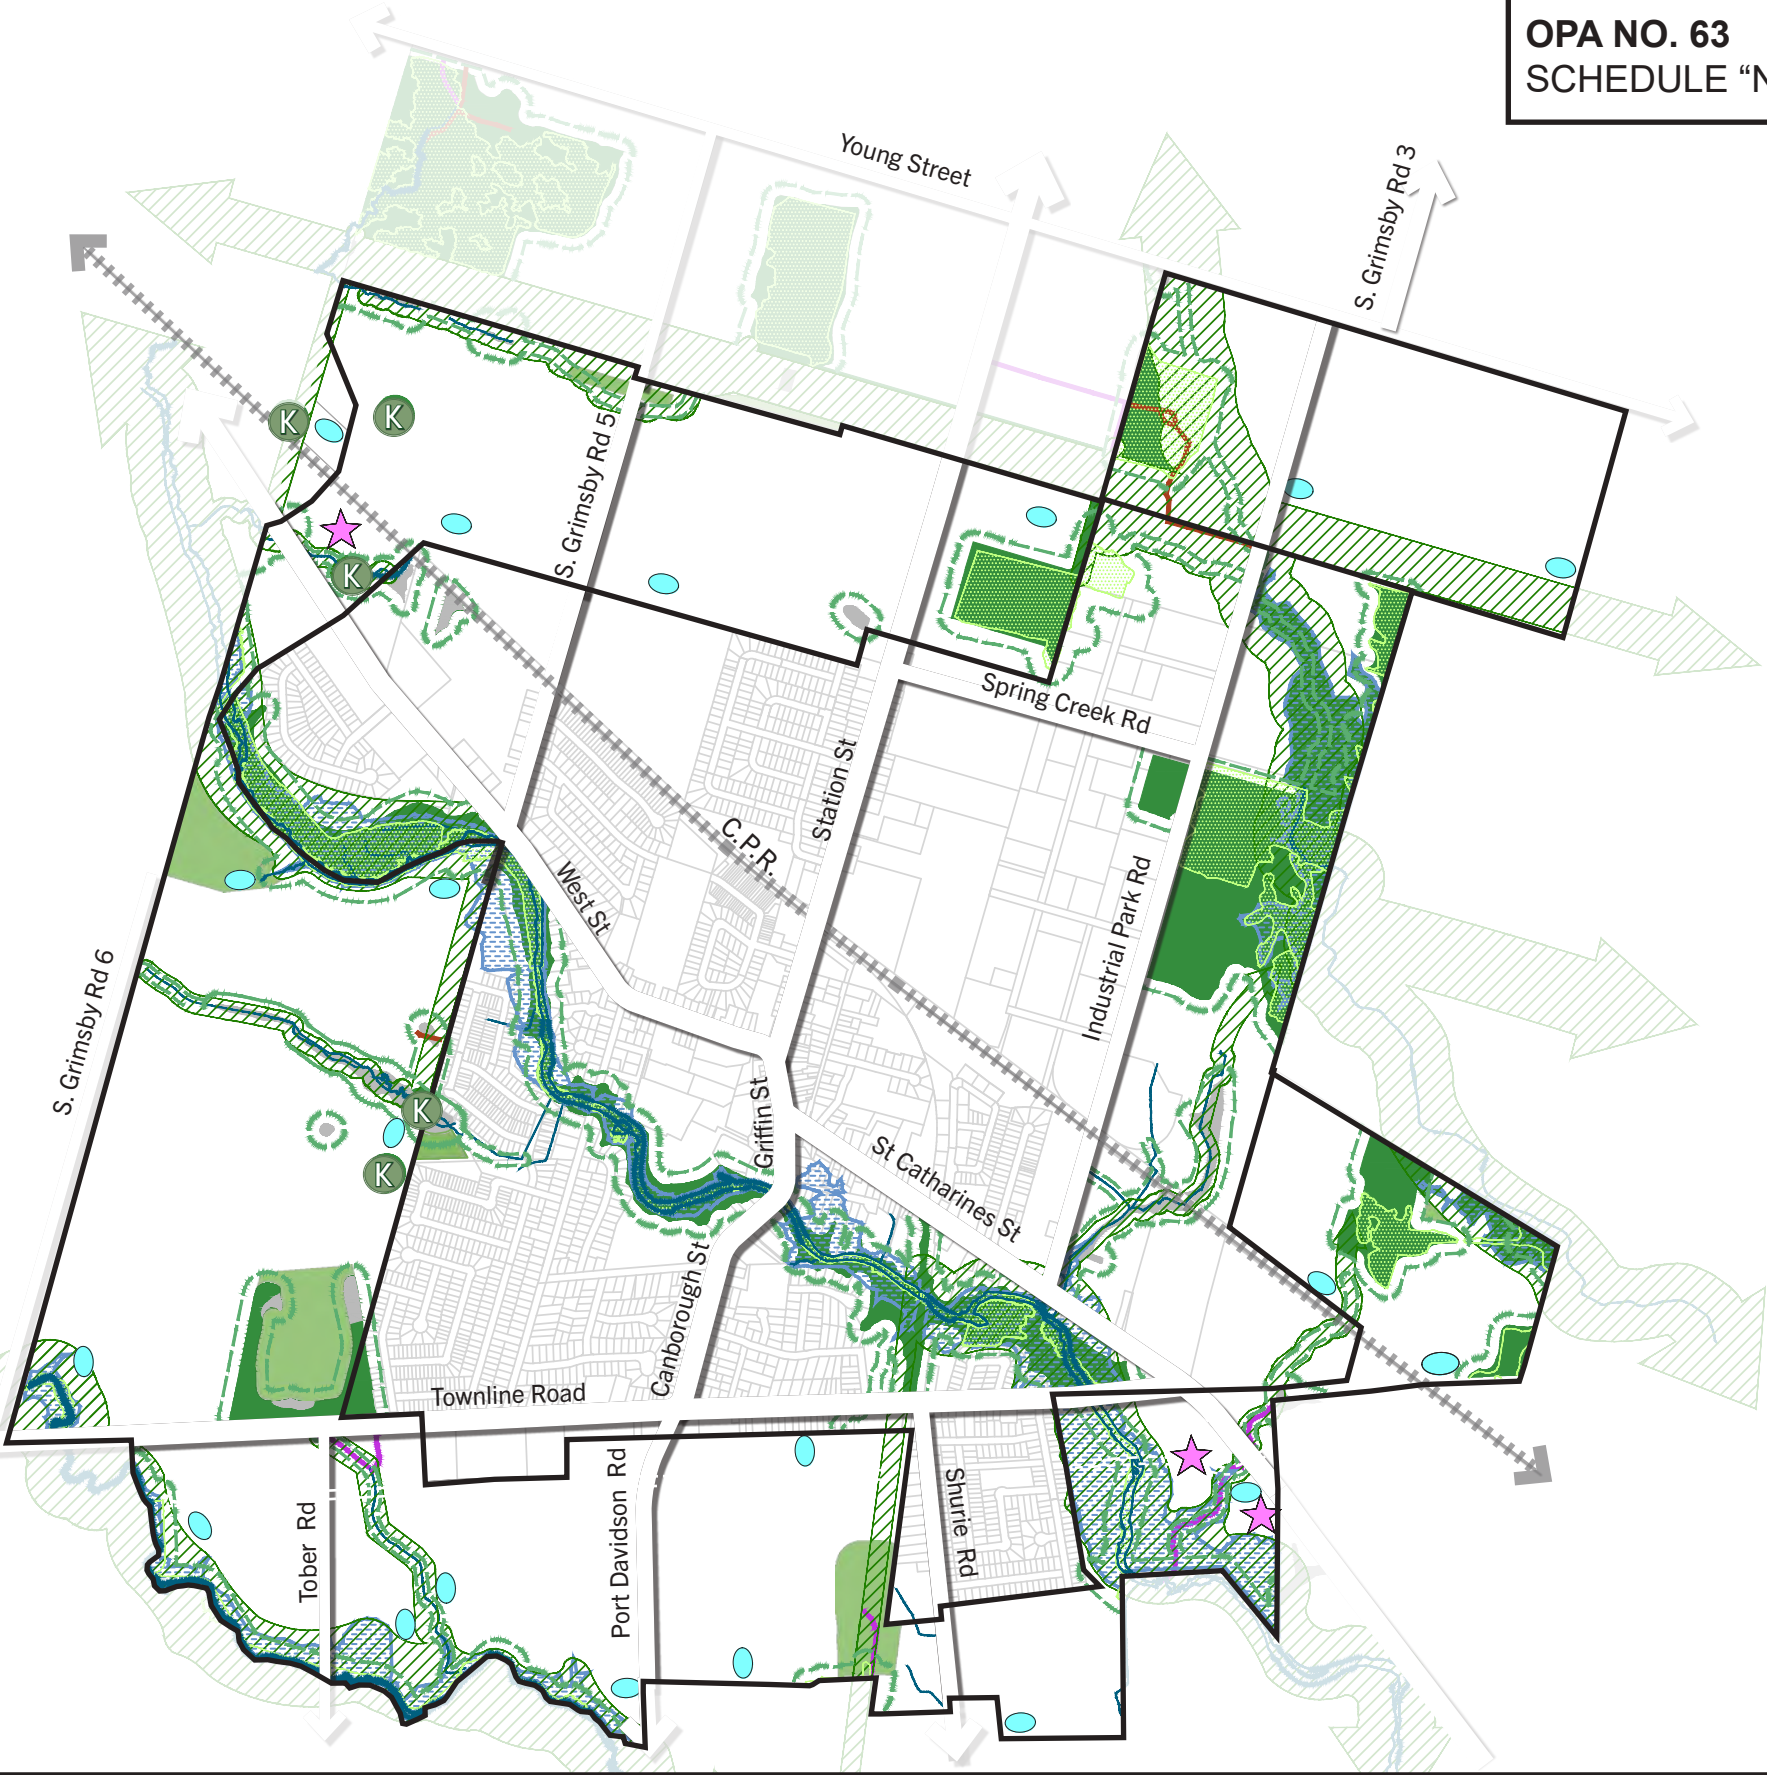 OPA NO. 63
SCHEDULE “N
Young Street
S. Grimsby Rd 3
K
K
S. Grimsby Rd 5
K
Spring Creek Rd
Station St
C.P.R.
West St
Industrial Park Rd
S. Grimsby Rd 6
K
Griffin St
St Catharines St
K
Canborough St
Townline Road
Tober Rd
Port Davidson Rd
Shurie Rd